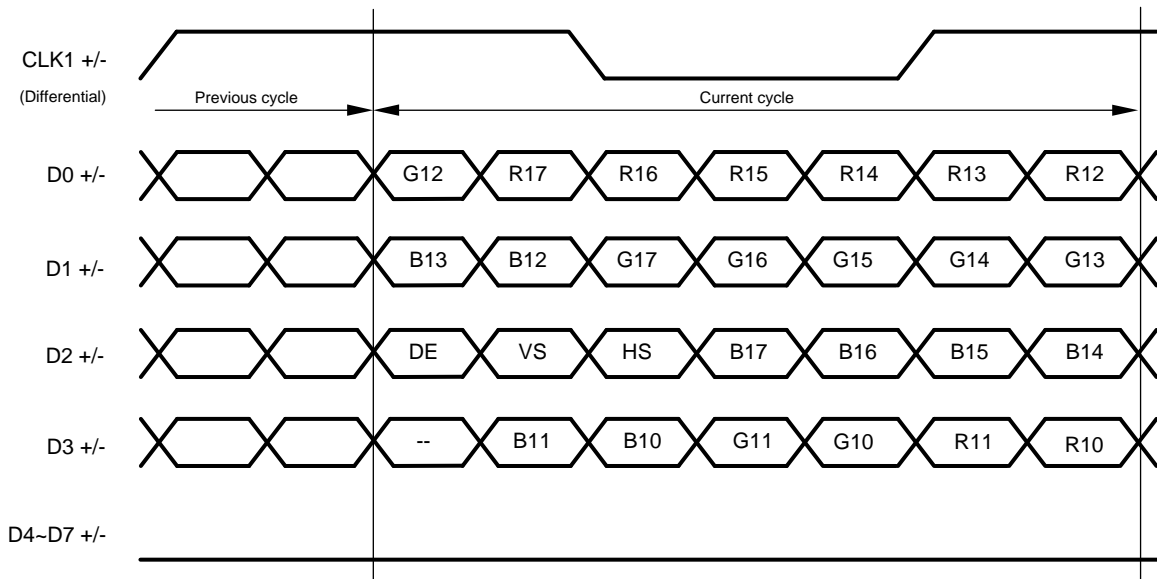 CLK1 +/-
(Differential)
Previous cycle
Current cycle
D0 +/-
G12 R17 R16 R15 R14 R13 R12
D1 +/-
B13 B12 G17 G16 G15 G14 G13
D2 +/-
DE VS HS B17 B16 B15 B14
D3 +/-
-- B11 B10 G11 G10 R11 R10
D4~D7 +/-